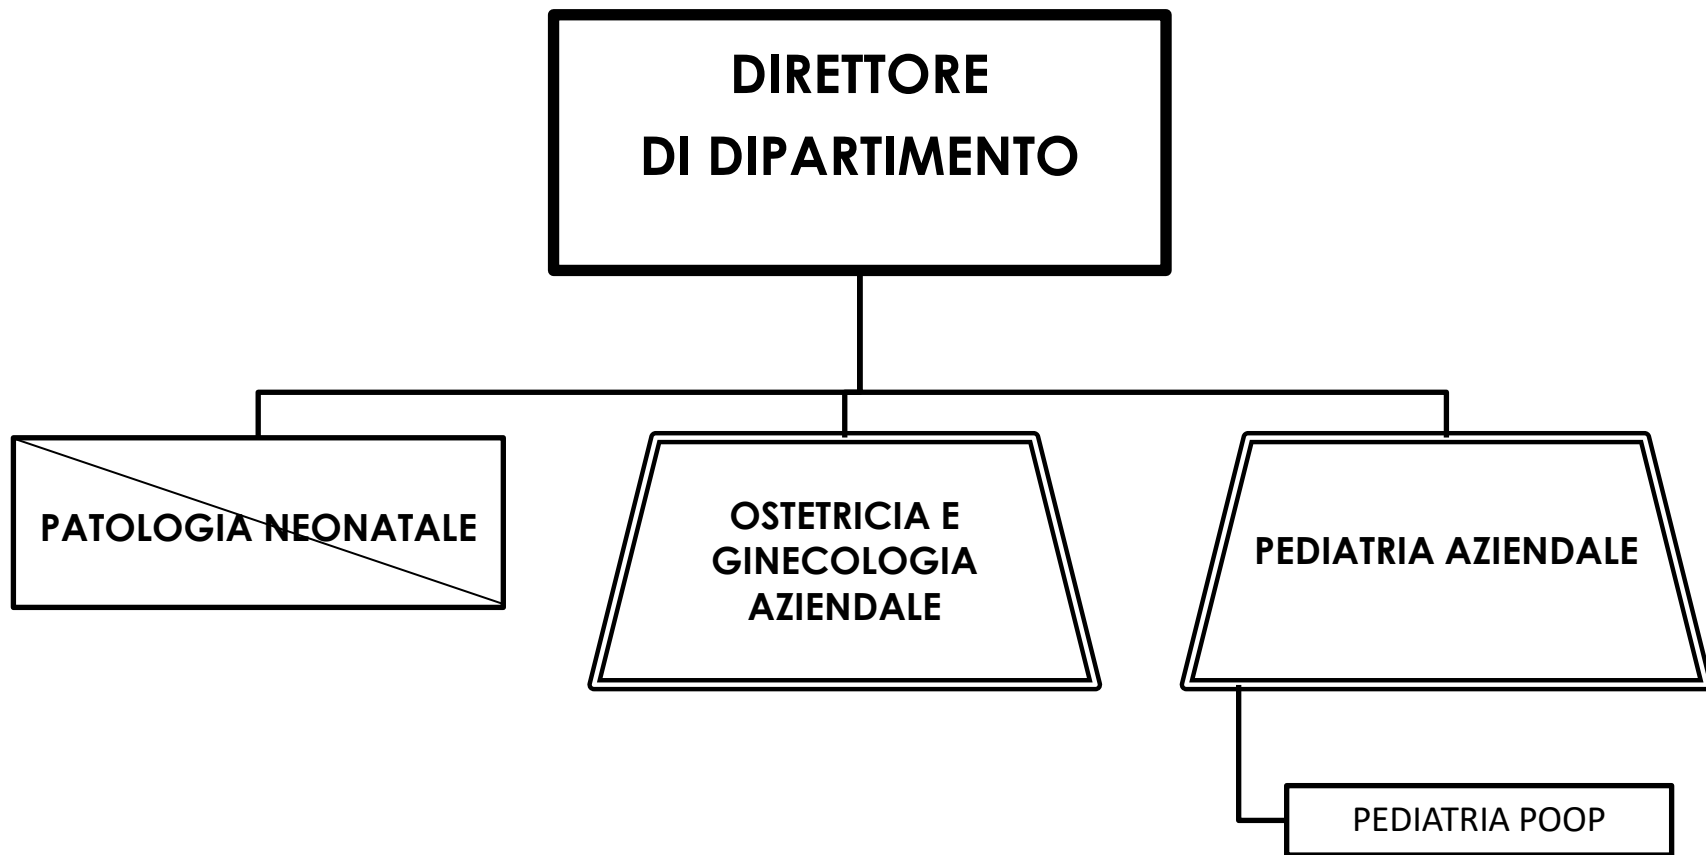 DIRETTORE
DI DIPARTIMENTO
PATOLOGIA NEONATALE
OSTETRICIA E
GINECOLOGIA
AZIENDALE
PEDIATRIA AZIENDALE
PEDIATRIA POOP